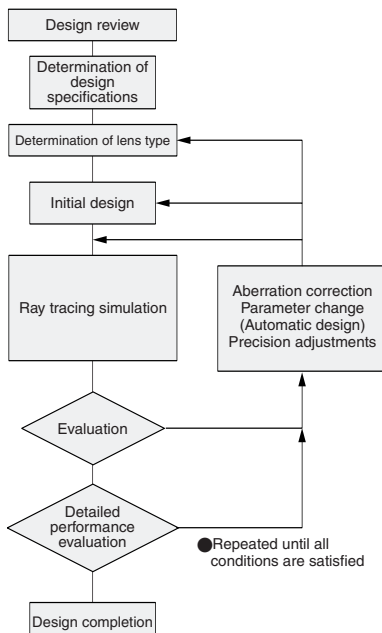 Design review
Determination of
design
specifications
Determination of lens type
Initial design
Ray tracing simulation
Aberration correction
Parameter change
(Automatic design)
Precision adjustments
Evaluation
Detailed
performance
evaluation
●Repeated until all
conditions are satisfied
Design completion